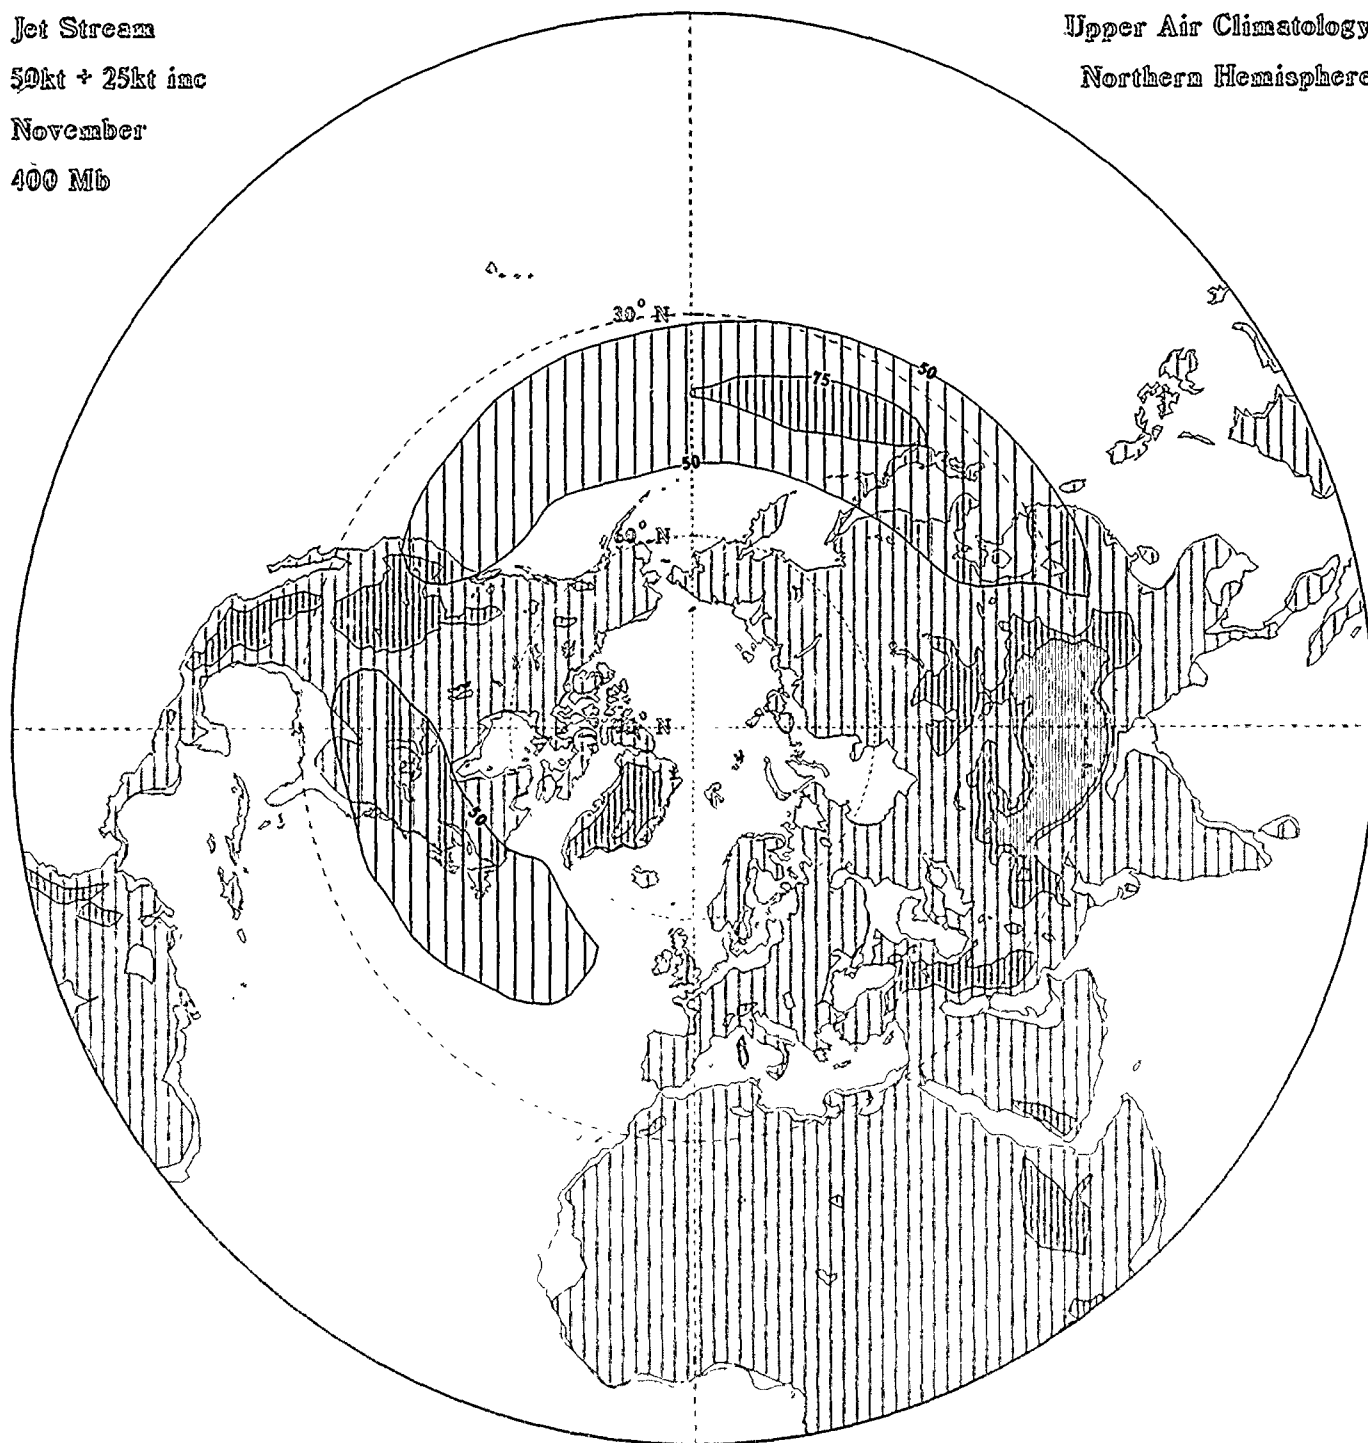 Jet Stream
50kt + 25kt inc
November
400 Mb
Upper Air Climatology
Northern Hemisphere
30° N
50
75
50
60° N
° N
50